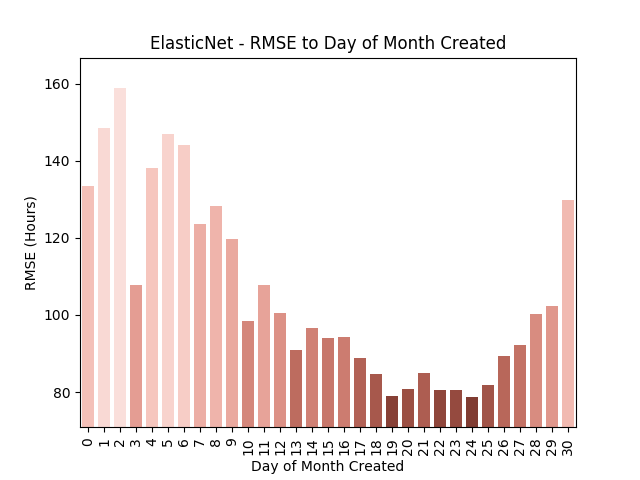 ElasticNet - RMSE to Day of Month Created
160
140
120
100
80
RMSE (Hours)
0 1 2 3 4 5 6 7 8 9 10 11 12 13 14 15 16 17 18 19 20 21 22 23 24 25 26 27 28 29 30
Day of Month Created